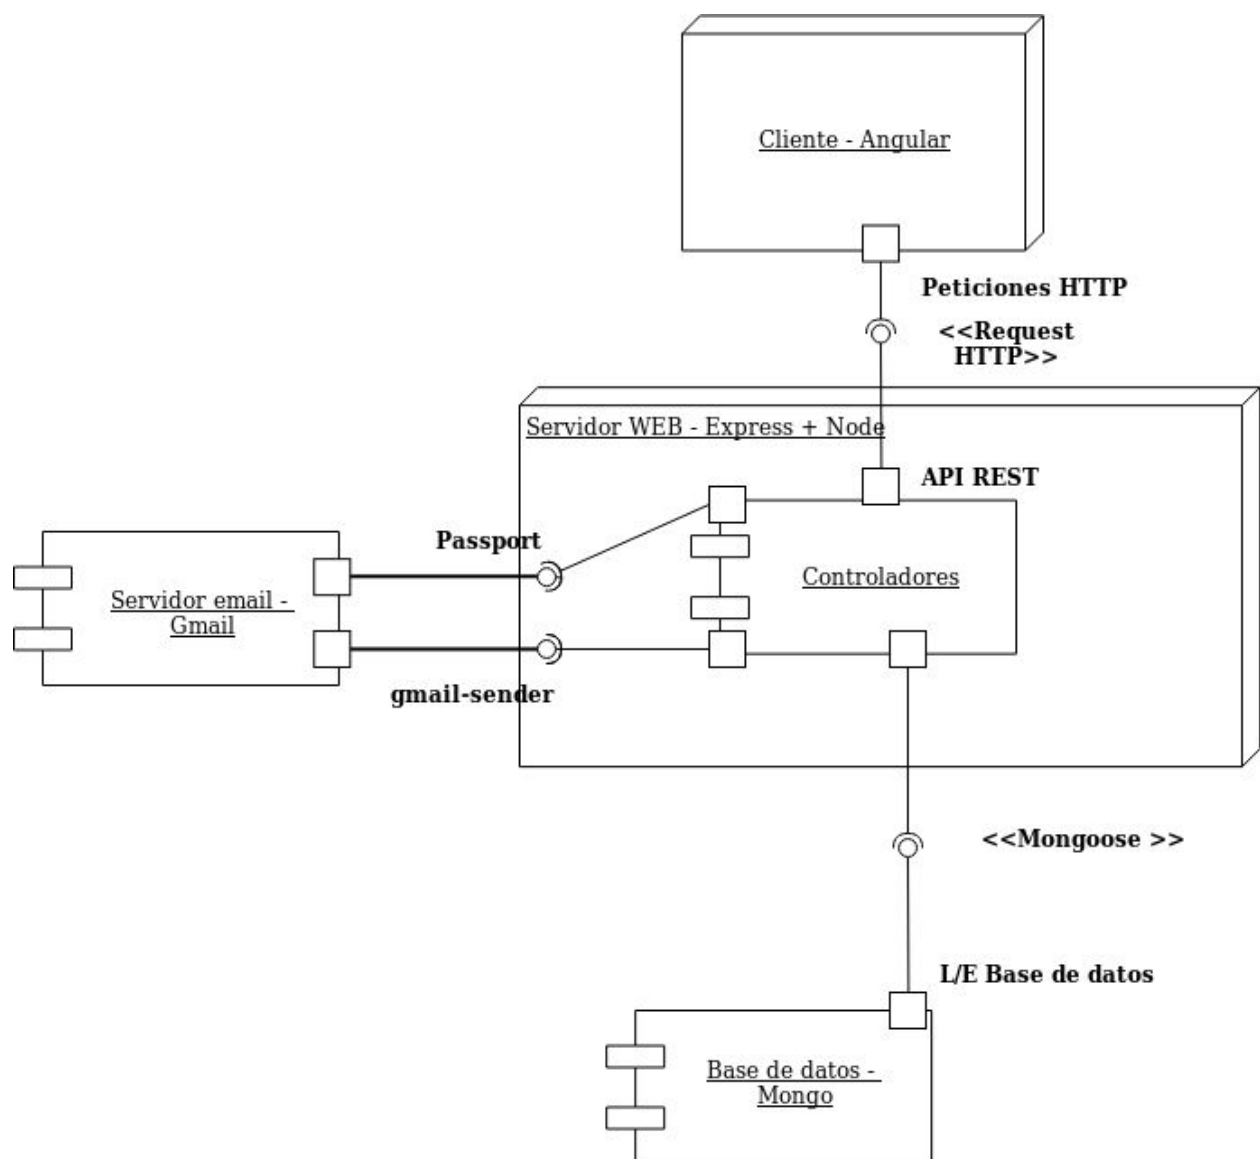 Cliente - Angular
Peticiones HTTP
<<Request
HTTP>>
Servidor WEB - Express + Node
API REST
Passport
Controladores
Servidor email -
Gmail
gmail-sender
<<Mongoose >>
L/E Base de datos
Base de datos -
Mongo